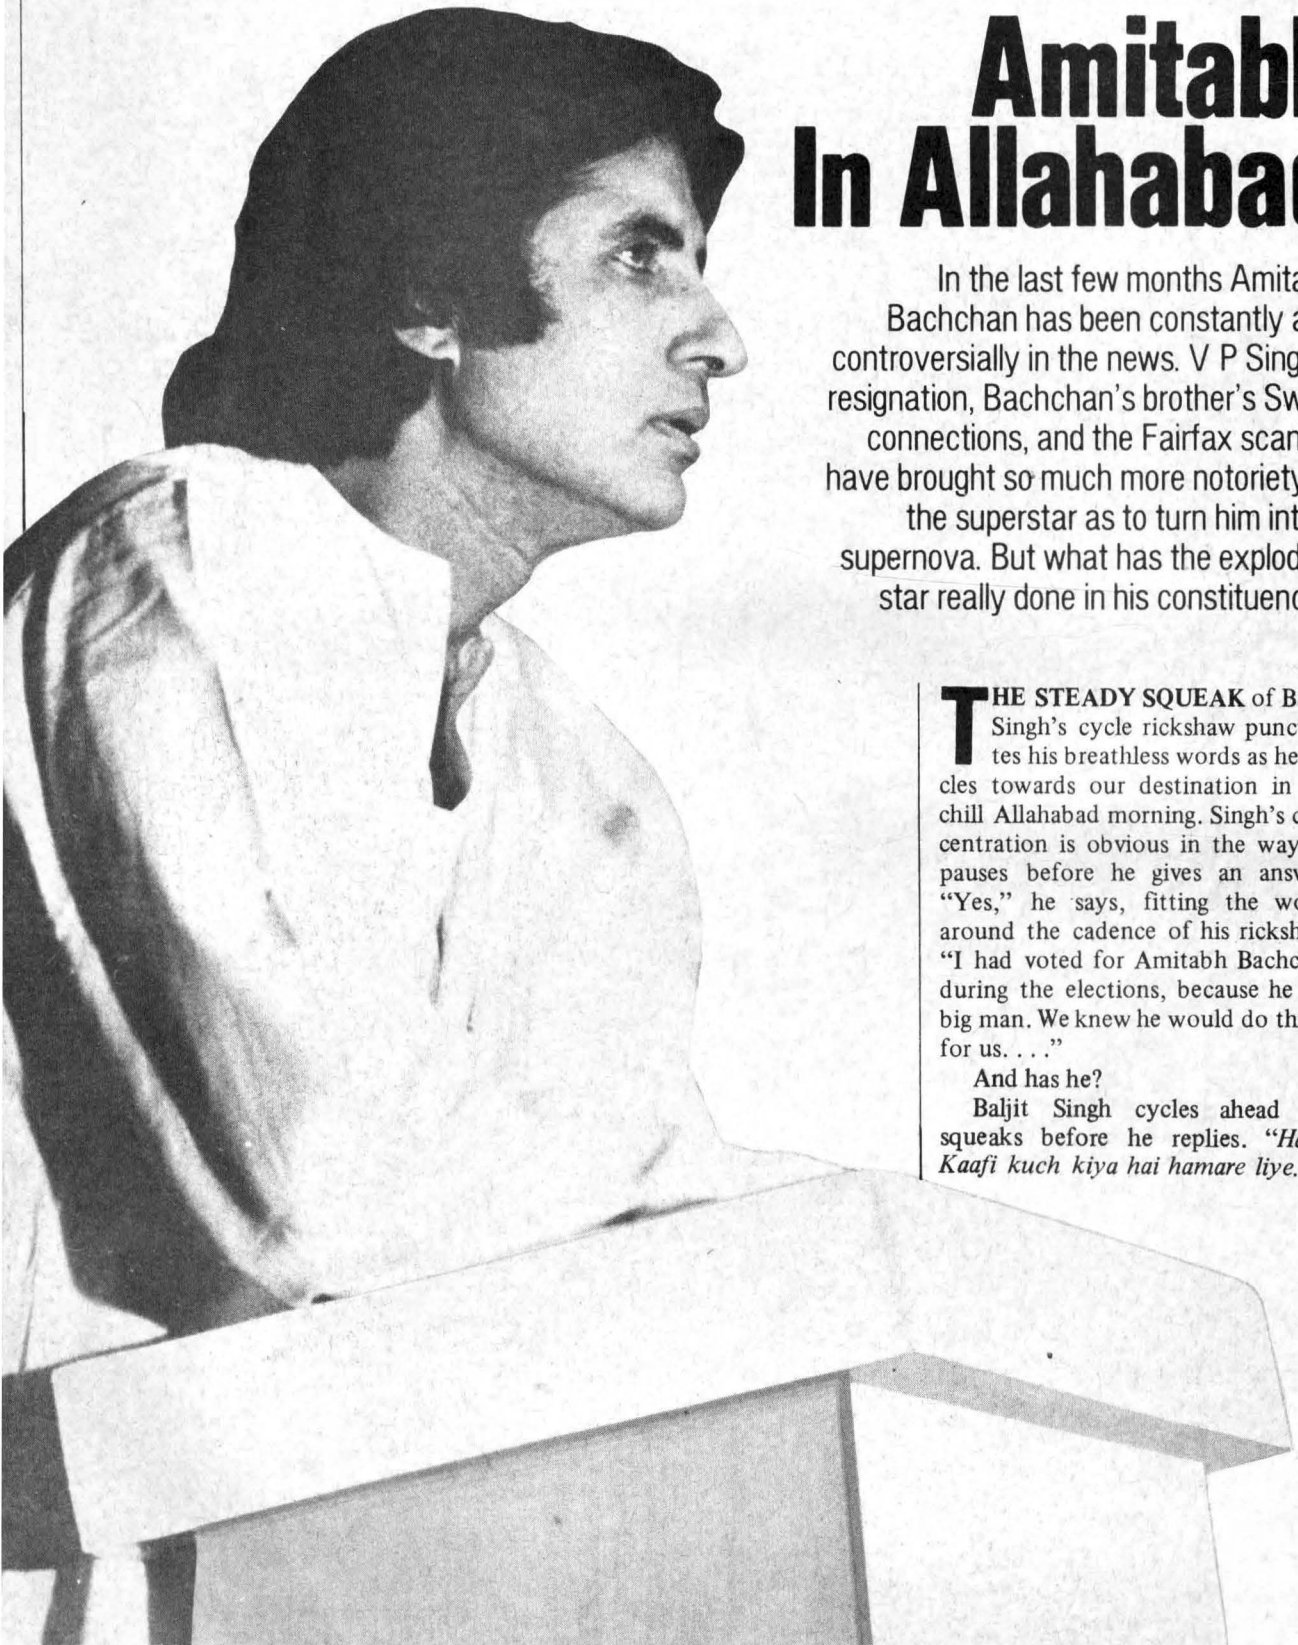 Amitabh
In Allahabad
In the last few months Amita
Bachchan has been constantly a
controversially in the news. V P Sing
resignation, Bachchan's brother's Sw
connections, and the Fairfax scan
have brought so much more notoriety
the superstar as to turn him int
supernova. But what has the explod
star really done in his constituenc
THE STEADY SQUEAK of B
Singh's cycle rickshaw punc
tes his breathless words as he
cles towards our destination in
chill Allahabad morning. Singh's c
centration is obvious in the way
pauses before he gives an answ
“Yes,” he says, fitting the wo
around the cadence of his ricksh
“I had voted for Amitabh Bachc
during the elections, because he
big man. We knew he would do th
for us. . . .”
And has he?
Baljit Singh cycles ahead
squeaks before he replies. “Ha
Kaafi kuch kiya hai hamare liye.